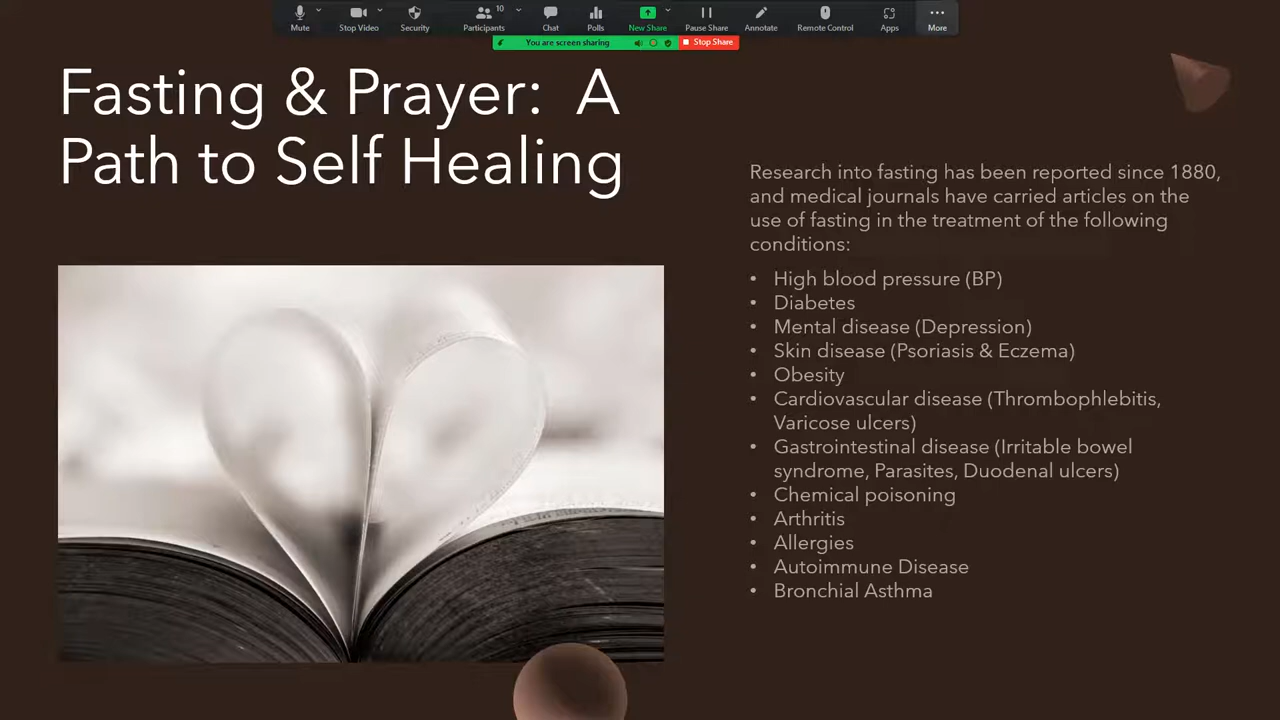 Mute
Stop Video
Security
Participants
10
Chat
Polls
New Share
Pause Share
Annotate
Remote Control
Apps
More
You are screen sharing
Stop Share
Fasting & Prayer: A
Path to Self Healing
Research into fasting has been reported since 1880,
and medical journals have carried articles on the
use of fasting in the treatment of the following
conditions:
• High blood pressure (BP)
• Diabetes
• Mental disease (Depression)
• Skin disease (Psoriasis & Eczema)
• Obesity
• Cardiovascular disease (Thrombophlebitis,
Varicose ulcers)
• Gastrointestinal disease (Irritable bowel
syndrome, Parasites, Duodenal ulcers)
• Chemical poisoning
• Arthritis
• Allergies
• Autoimmune Disease
• Bronchial Asthma